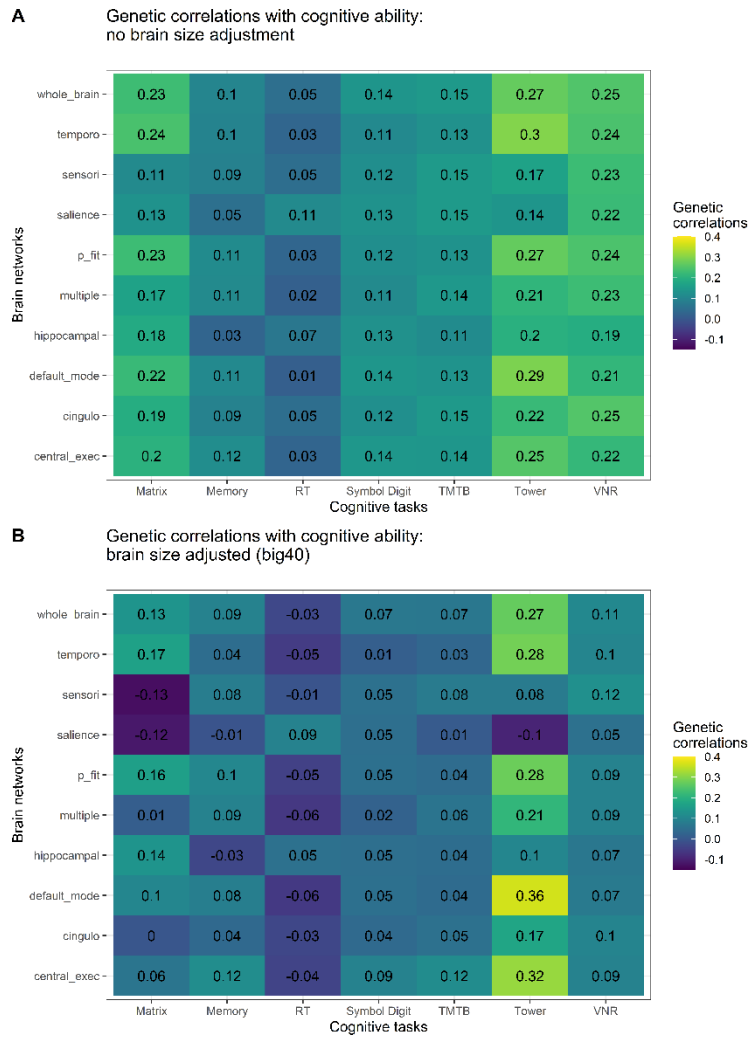 A
Genetic correlations with cognitive ability:
no brain size adjustment
whole_brain 0.23 0.1 0.05 0.14 0.15 0.27 0.25
temporo 0.24 0.1 0.03 0.11 0.13 0.3 0.24
sensori 0.11 0.09 0.05 0.12 0.15 0.17 0.23
salience 0.13 0.05 0.11 0.13 0.15 0.14 0.22
p_fit 0.23 0.11 0.03 0.12 0.13 0.27 0.24
multiple 0.17 0.11 0.02 0.11 0.14 0.21 0.23
hippocampal 0.18 0.03 0.07 0.13 0.11 0.2 0.19
default_mode 0.22 0.11 0.01 0.14 0.13 0.29 0.21
cingulo 0.19 0.09 0.05 0.12 0.15 0.22 0.25
central_exec 0.2 0.12 0.03 0.14 0.14 0.25 0.22
Matrix Memory RT Symbol Digit TMTB Tower VNR
Cognitive tasks
Brain networks
Genetic
correlations
0.4
0.3
0.2
0.1
0.0
-0.1
B
Genetic correlations with cognitive ability:
brain size adjusted (big40)
whole_brain 0.13 0.09 -0.03 0.07 0.07 0.27 0.11
temporo 0.17 0.04 -0.05 0.01 0.03 0.28 0.1
sensori -0.13 0.08 -0.01 0.05 0.08 0.08 0.12
salience -0.12 -0.01 0.09 0.05 0.01 -0.1 0.05
p_fit 0.16 0.1 -0.05 0.05 0.04 0.28 0.09
multiple 0.01 0.09 -0.06 0.02 0.06 0.21 0.09
hippocampal 0.14 -0.03 0.05 0.05 0.04 0.1 0.07
default_mode 0.1 0.08 -0.06 0.05 0.04 0.36 0.07
cingulo 0 0.04 -0.03 0.04 0.05 0.17 0.1
central_exec 0.06 0.12 -0.04 0.09 0.12 0.32 0.09
Matrix Memory RT Symbol Digit TMTB Tower VNR
Cognitive tasks
Brain networks
Genetic
correlations
0.4
0.3
0.2
0.1
0.0
-0.1